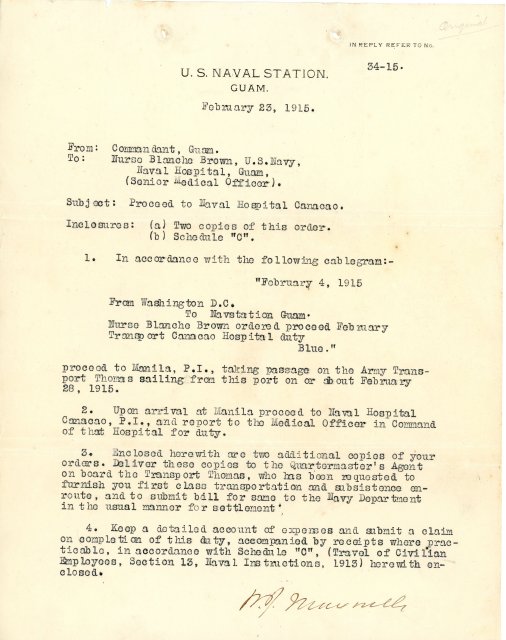 Original
IN REPLY REFER TO NO.
34-15.
U. S. NAVAL STATION.
GUAM.
February 23, 1915.
From: Commandant, Guam.
To: Nurse Blanche Brown, U.S.Navy,
Naval Hospital, Guam,
(Senior Medical Officer).
Subject: Proceed to Naval Hospital Canacao.
Inclosures: (a) Two copies of this order.
(b) Schedule "C".
1. In accordance with the following cablegram:-
"February 4, 1915
From Washington D.C.
To Navstation Guam.
Nurse Blanche Brown ordered proceed February
Transport Canacao Hospital duty
Blue."
proceed to Manila, P.I., taking passage on the Army Trans-
port Thomas sailing from this port on or about February
28, 1915.
2. Upon arrival at Manila proceed to Naval Hospital
Canacao, P.I., and report to the Medical Officer in Command
of that Hospital for duty.
3. Enclosed herewith are two additional copies of your
orders. Deliver these copies to the Quartermaster's Agent
on board the Transport Thomas, who has been requested to
furnish you first class transportation and subsistence en-
route, and to submit bill for same to the Navy Department
in the usual manner for settlement.
4. Keep a detailed account of expenses and submit a claim
on completion of this duty, accompanied by receipts where prac-
ticable, in accordance with Schedule "C", (Travel of Civilian
Employees, Section 13, Naval Instructions, 1913) herewith en-
closed.